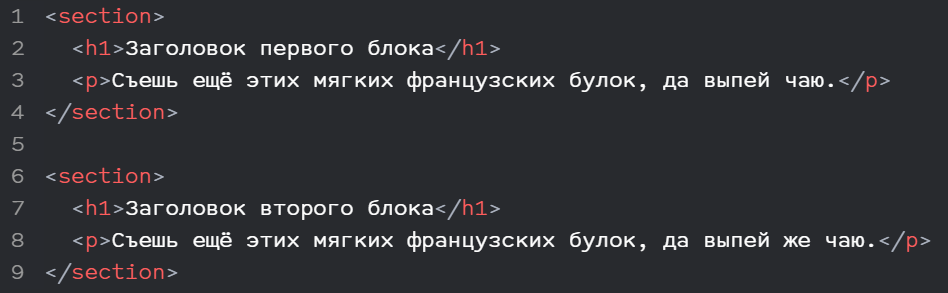 1 <section>
2   <h1>Заголовок первого блока</h1>
3   <p>Съешь ещё этих мягких французских булок, да выпей чаю.</p>
4 </section>
5
6 <section>
7   <h1>Заголовок второго блока</h1>
8   <p>Съешь ещё этих мягких французских булок, да выпей же чаю.</p>
9 </section>